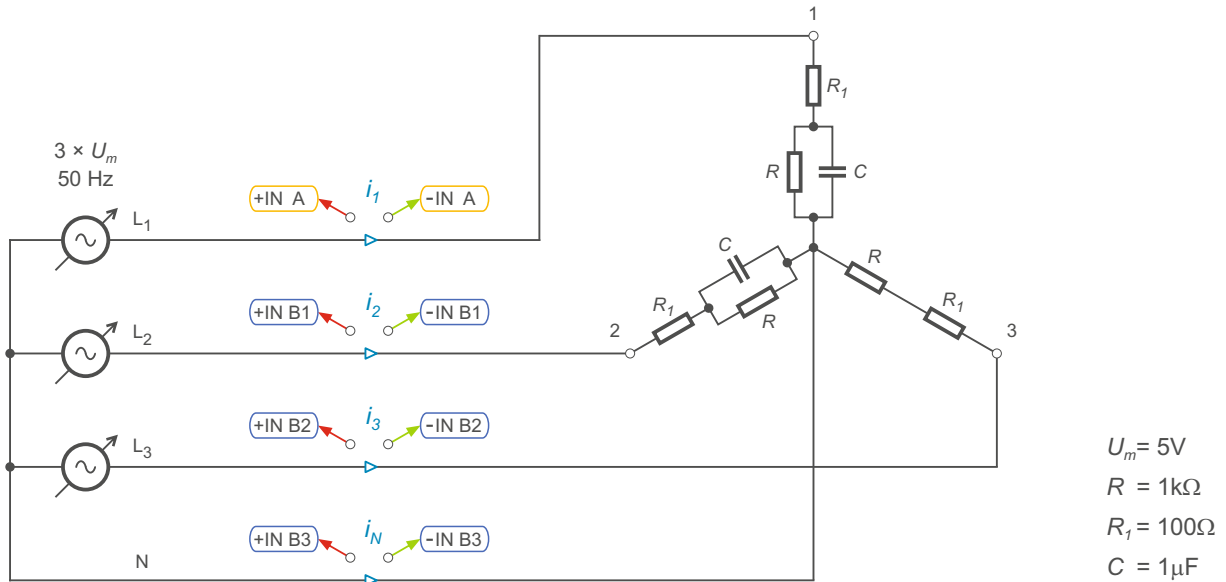 1
R1
R
C
3 × Um
50 Hz
+IN A
i1
-IN A
L1
C
R
R1
R
R1
2
3
+IN B1
i2
-IN B1
L2
+IN B2
i3
-IN B2
L3
Um= 5V
R = 1kΩ
R1 = 100Ω
C = 1µF
+IN B3
iN
-IN B3
N